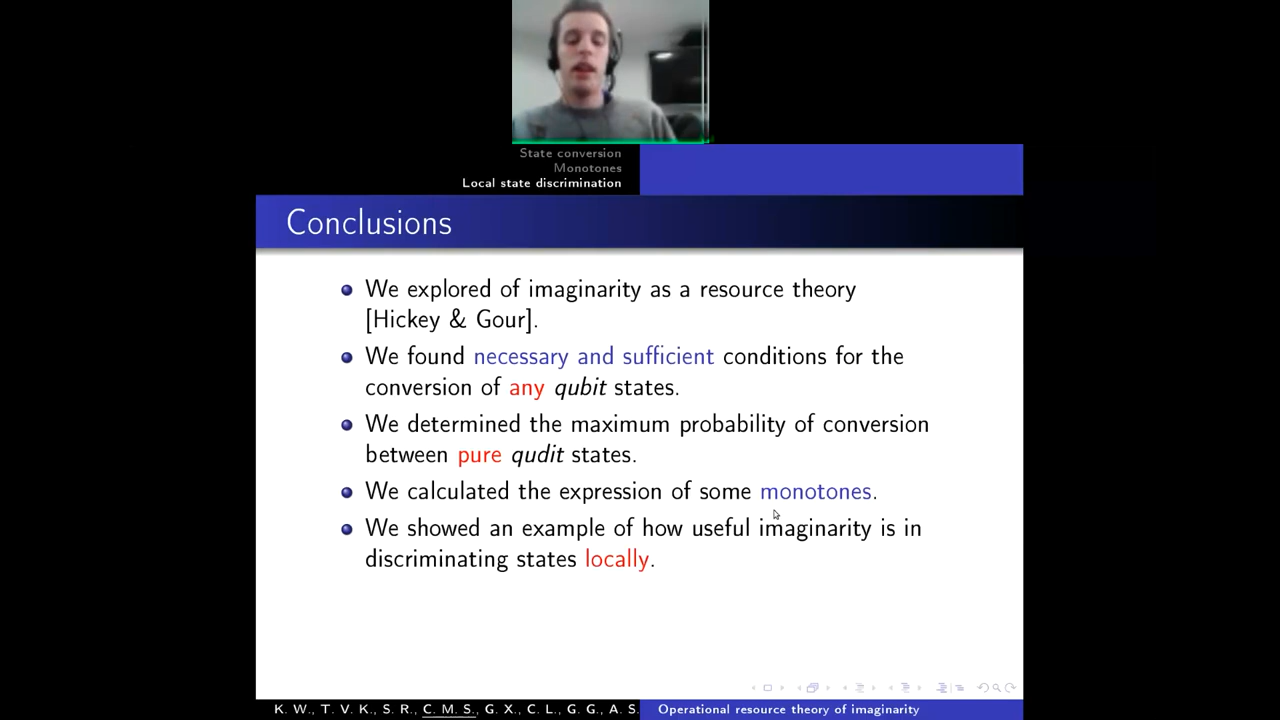 State conversion
Monotones
Local state discrimination
Conclusions
We explored of imaginarity as a resource theory
[Hickey & Gour].
We found necessary and sufficient conditions for the
conversion of any qubit states.
We determined the maximum probability of conversion
between pure qudit states.
We calculated the expression of some monotones.
We showed an example of how useful imaginarity is in
discriminating states locally.
K. W., T. V. K., S. R., C. M. S., G. X., C. L., G. G., A. S.
Operational resource theory of imaginarity